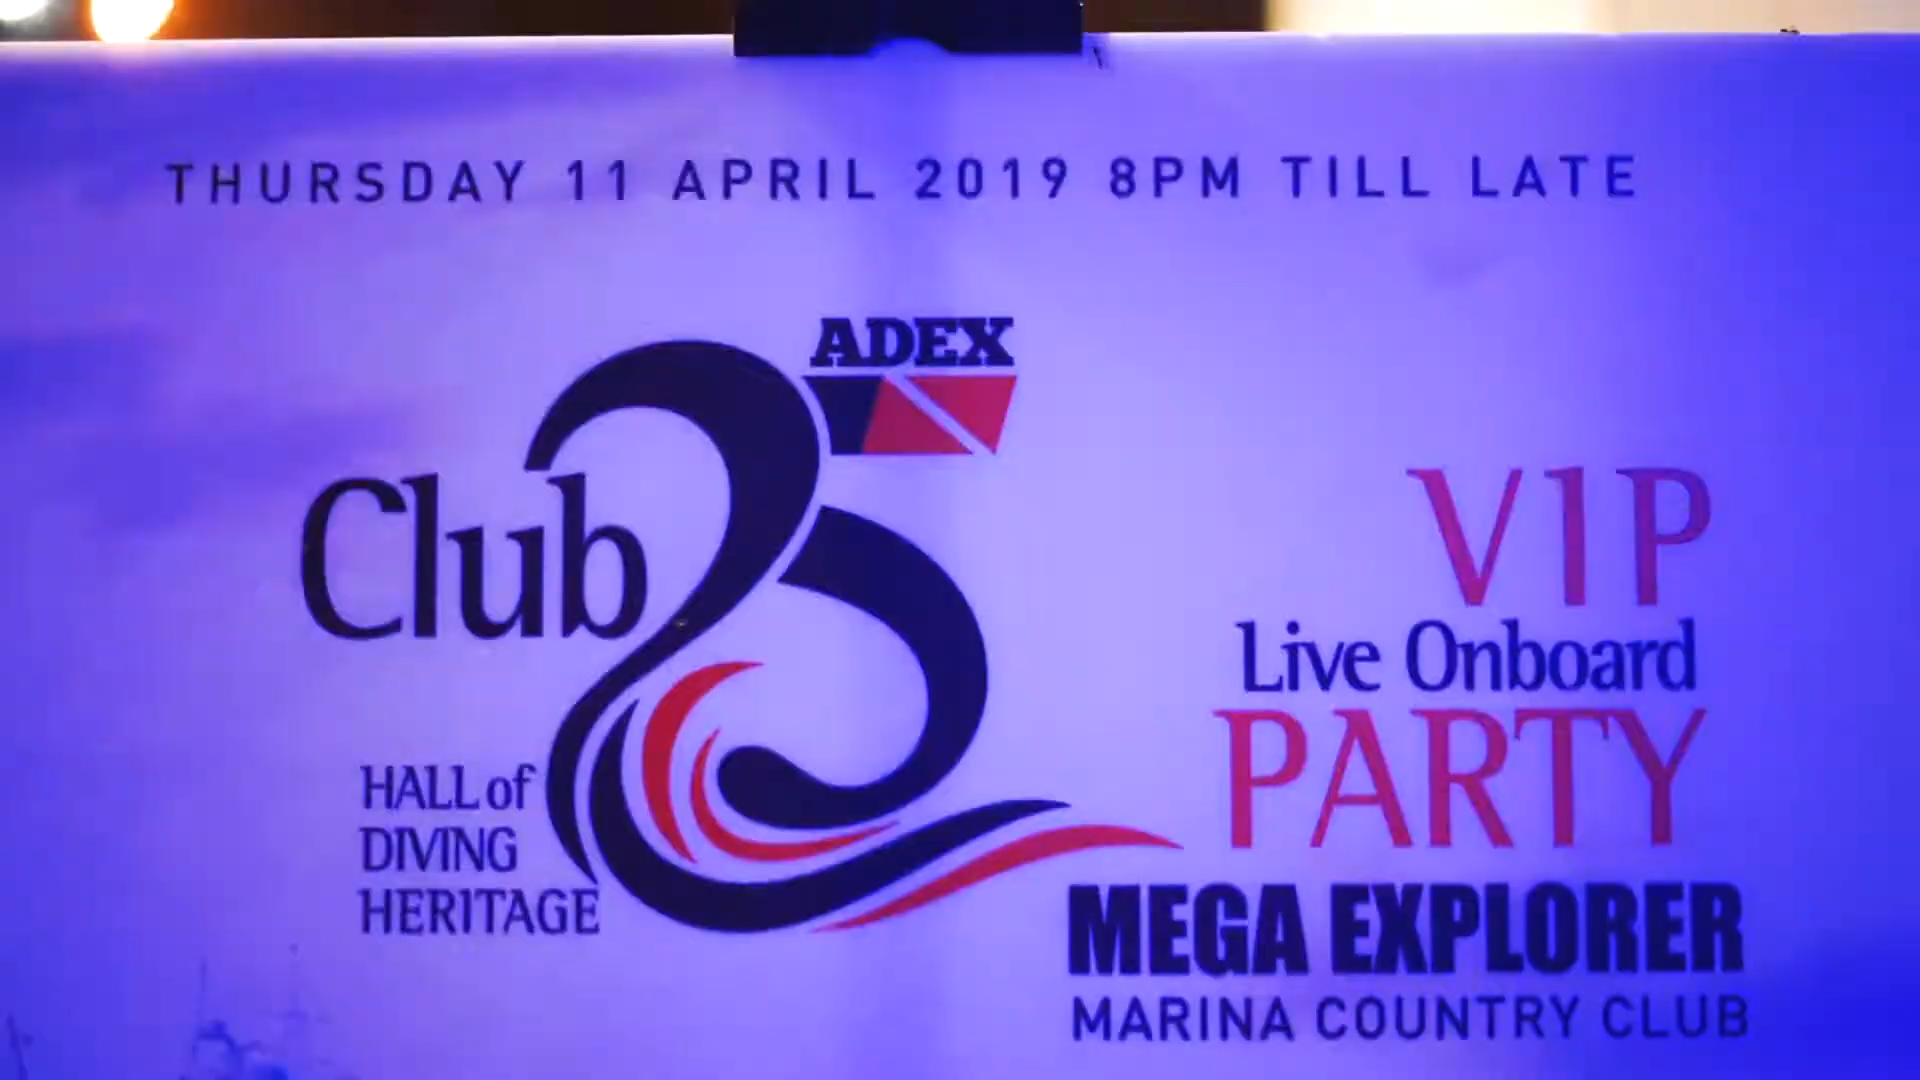 THURSDAY 11 APRIL 2019 8PM TILL LATE
ADEX
Club 25
HALL of
DIVING
HERITAGE
VIP
Live Onboard
PARTY
MEGA EXPLORER
MARINA COUNTRY CLUB